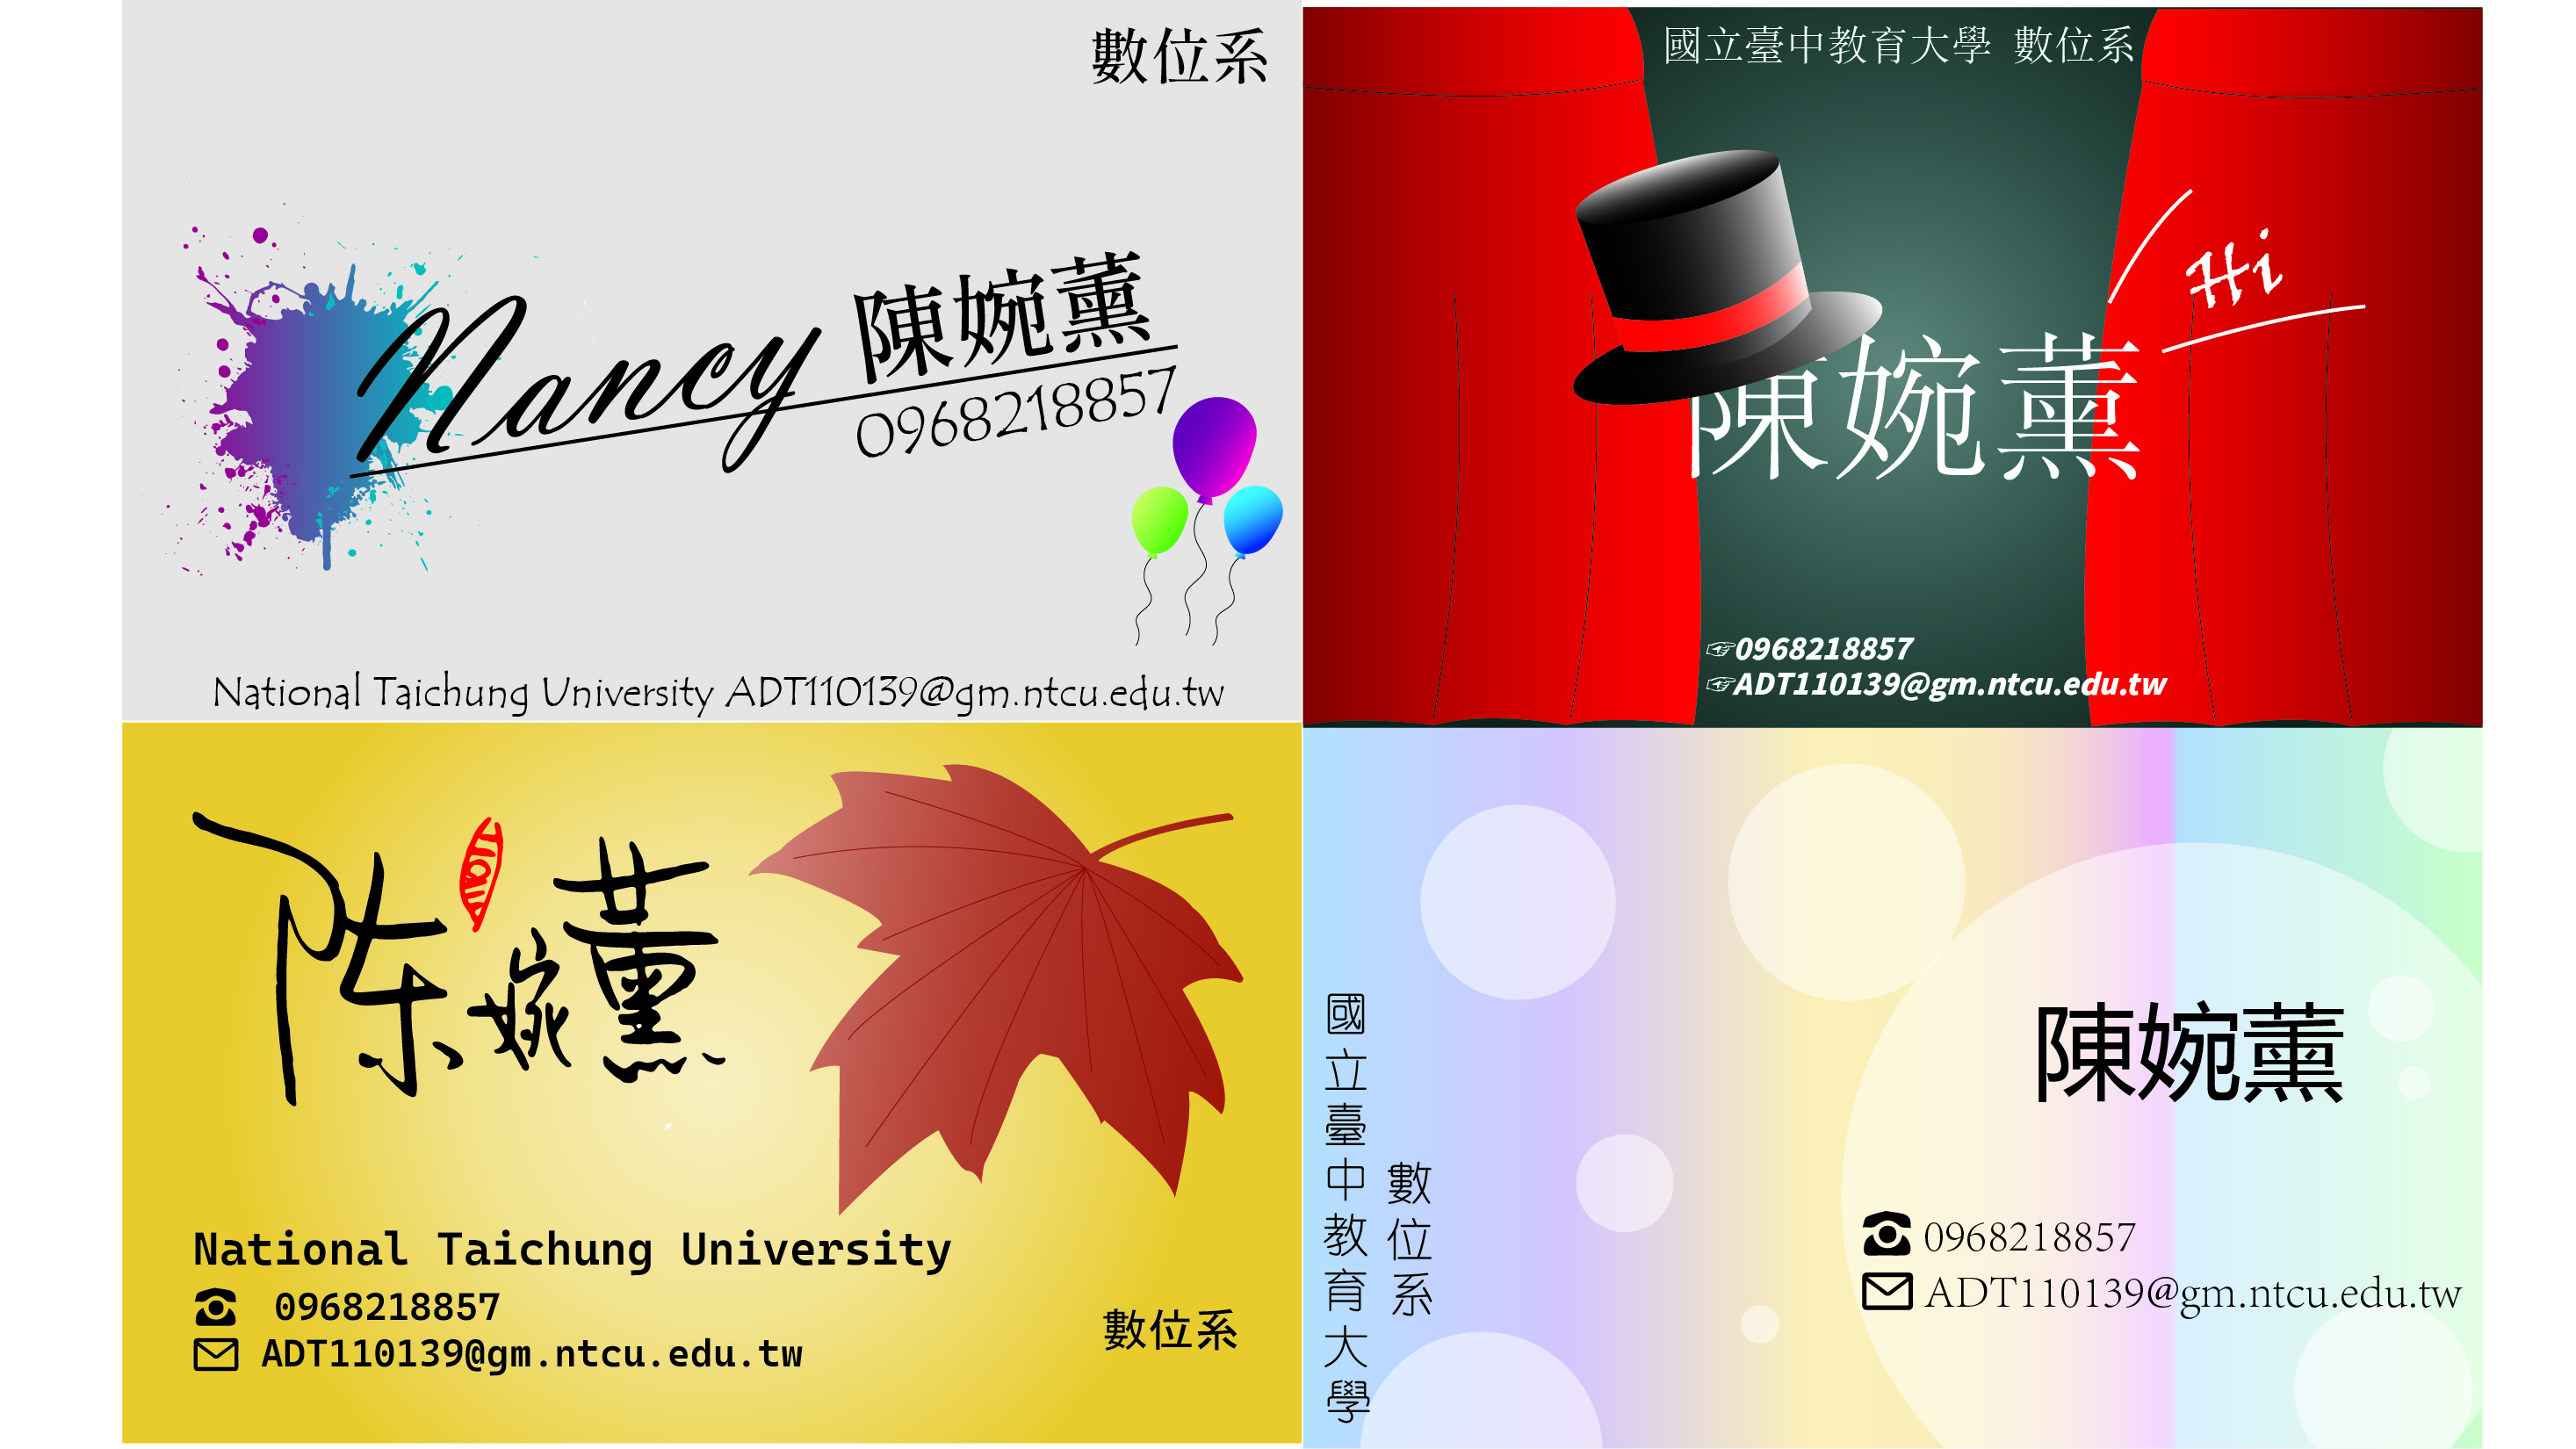 數位系
Nancy 陳婉薰
0968218857
National Taichung University ADT110139@gm.ntcu.edu.tw
國立臺中教育大學 數位系
Hi
陳婉薰
☞0968218857
☞ADT110139@gm.ntcu.edu.tw
陈婉薰
National Taichung University
0968218857
ADT110139@gm.ntcu.edu.tw
數位系
國立臺中教育大學
數位系
陳婉薰
0968218857
ADT110139@gm.ntcu.edu.tw